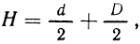 H = d/2 + D/2 ,